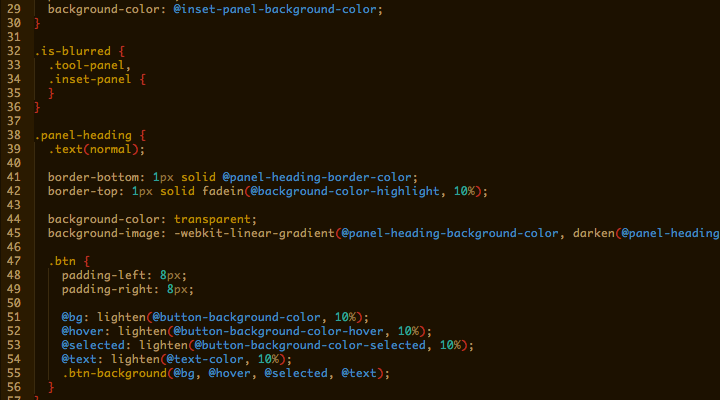 29 background-color: @inset-panel-background-color;
30 }
31
32 .is-blurred {
33 .tool-panel,
34 .inset-panel {
35 }
36 }
37
38 .panel-heading {
39 .text(normal);
40
41 border-bottom: 1px solid @panel-heading-border-color;
42 border-top: 1px solid fadein(@background-color-highlight, 10%);
43
44 background-color: transparent;
45 background-image: -webkit-linear-gradient(@panel-heading-background-color, darken(@panel-heading
46
47 .btn {
48 padding-left: 8px;
49 padding-right: 8px;
50
51 @bg: lighten(@button-background-color, 10%);
52 @hover: lighten(@button-background-color-hover, 10%);
53 @selected: lighten(@button-background-color-selected, 10%);
54 @text: lighten(@text-color, 10%);
55 .btn-background(@bg, @hover, @selected, @text);
56 }
57 }